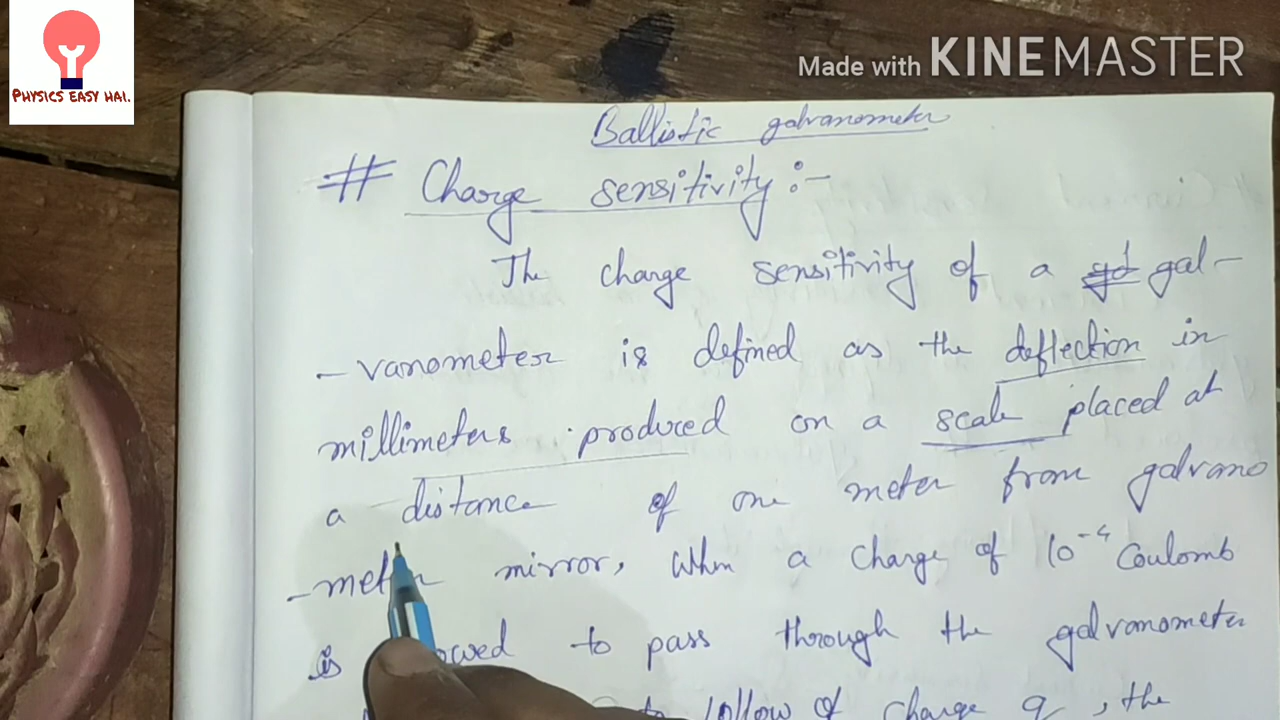 PHYSICS EASY HAI.
Made with KINEMASTER
Ballistic galvanometer
# Charge sensitivity :-
The charge sensitivity of a gal-
-vanometer is defined as the deflection in
millimeters produced on a scale placed at
a distance of one meter from galvano
-meter mirror, When a charge of 10⁻⁴ Coulomb
is to pass through the galvanometer
to follow of charge q, the